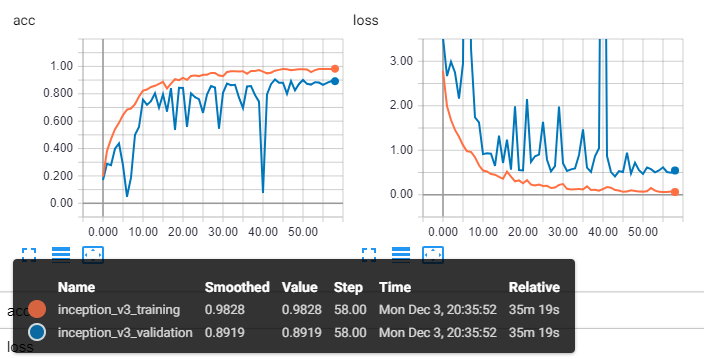 acc
loss
1.00
0.800
0.600
0.400
0.200
0.00
0.000 10.00 20.00 30.00 40.00 50.00
3.00
2.00
1.00
0.00
0.000 10.00 20.00 30.00 40.00 50.00
Name Smoothed Value Step Time Relative
inception_v3_training 0.9828 0.9828 58.00 Mon Dec 3, 20:35:52 35m 19s
inception_v3_validation 0.8919 0.8919 58.00 Mon Dec 3, 20:35:52 35m 19s
acc
loss